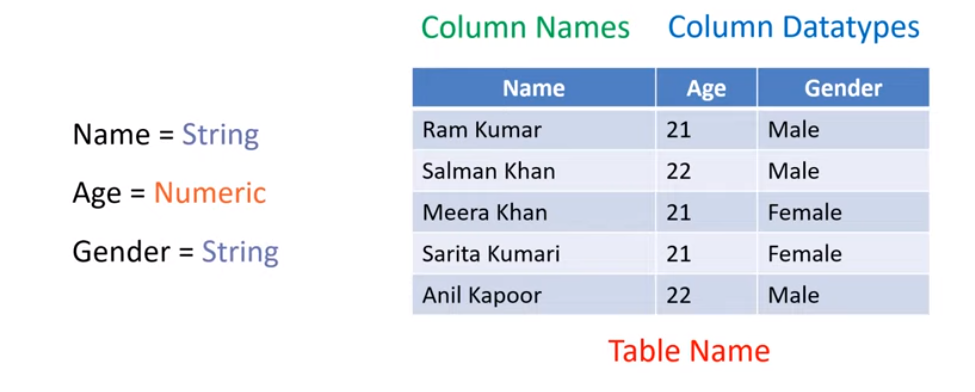 Column Names Column Datatypes
Name = String
Age = Numeric
Gender = String
Name Age Gender
Ram Kumar 21 Male
Salman Khan 22 Male
Meera Khan 21 Female
Sarita Kumari 21 Female
Anil Kapoor 22 Male
Table Name